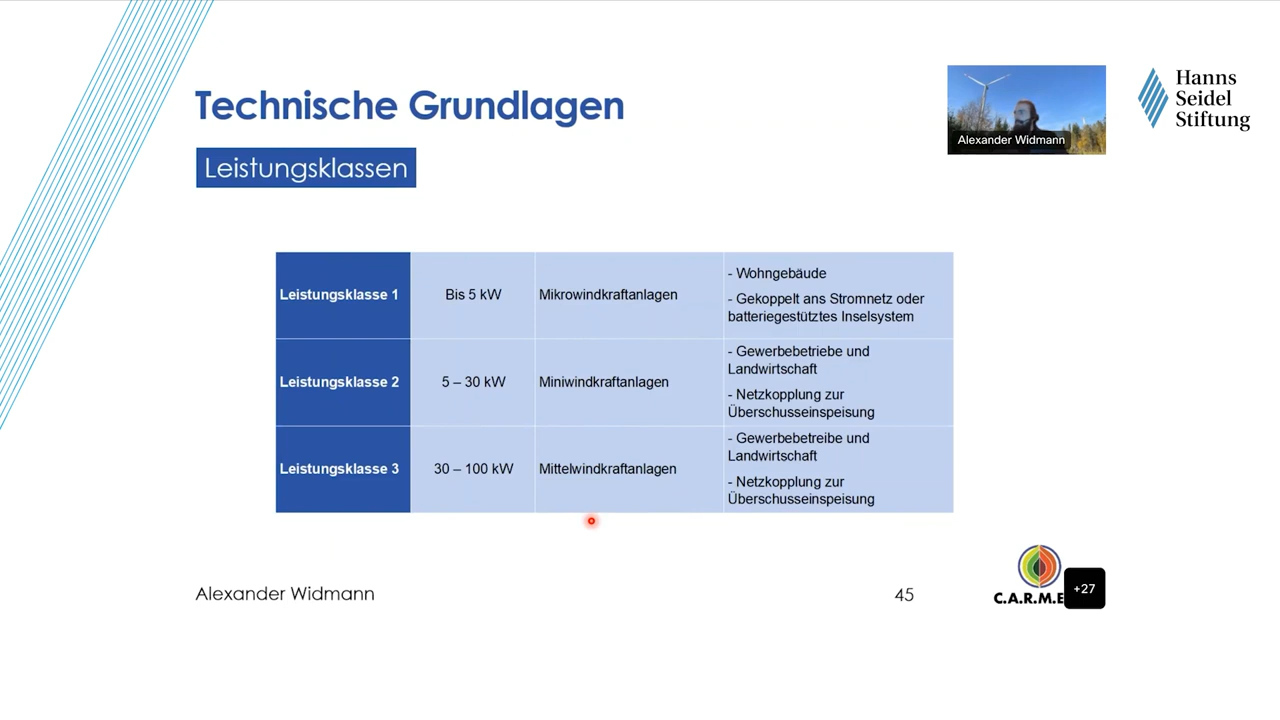 Technische Grundlagen
Leistungsklassen
Alexander Widmann
Hanns
Seidel
Stiftung
Leistungsklasse 1
Bis 5 kW
Mikrowindkraftanlagen
- Wohngebäude
- Gekoppelt ans Stromnetz oder
batteriegestütztes Inselsystem
Leistungsklasse 2
5 – 30 kW
Miniwindkraftanlagen
- Gewerbebetriebe und
Landwirtschaft
- Netzkopplung zur
Überschusseinspeisung
Leistungsklasse 3
30 – 100 kW
Mittelwindkraftanlagen
- Gewerbebetreibe und
Landwirtschaft
- Netzkopplung zur
Überschusseinspeisung
Alexander Widmann
45
C.A.R.M.E
+27